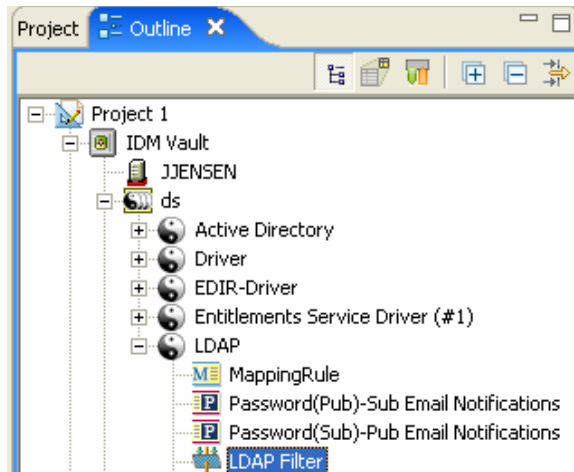 Project Outline
Project 1
IDM Vault
JJENSEN
ds
Active Directory
Driver
EDIR-Driver
Entitlements Service Driver (#1)
LDAP
MappingRule
Password(Pub)-Sub Email Notifications
Password(Sub)-Pub Email Notifications
LDAP Filter